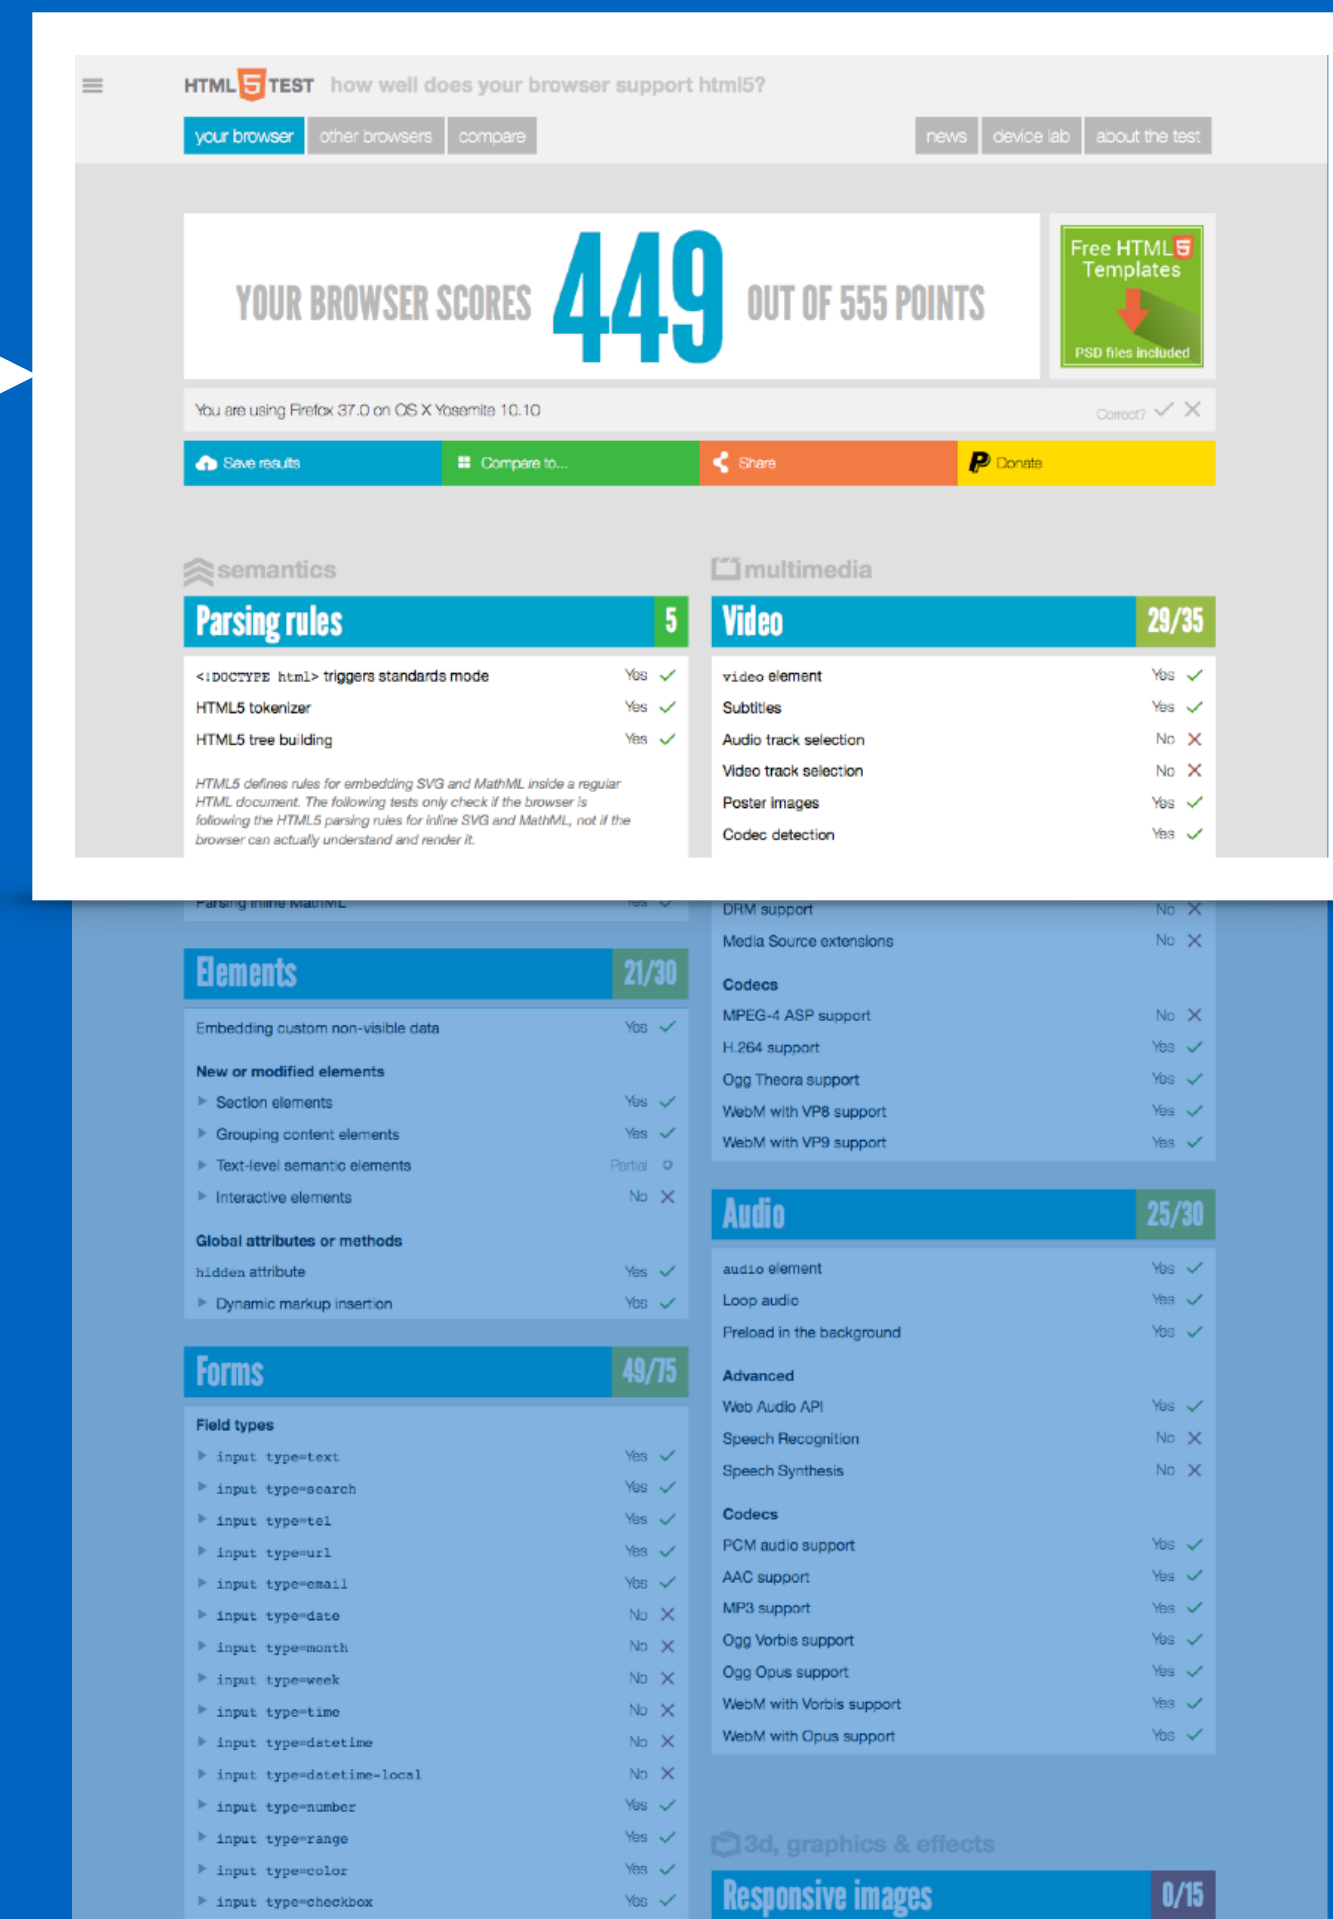 HTML 5 TEST how well does your browser support html5?
your browser other browsers compare news device lab about the test
YOUR BROWSER SCORES 449 OUT OF 555 POINTS
Free HTML5
Templates
PSD files included
You are using Firefox 37.0 on OS X Yosemite 10.10 Correct?
Save results Compare to... Share Donate
semantics
Parsing rules 5
<!DOCTYPE html> triggers standards mode Yes
HTML5 tokenizer Yes
HTML5 tree building Yes
HTML5 defines rules for embedding SVG and MathML inside a regular
HTML document. The following tests only check if the browser is
following the HTML5 parsing rules for inline SVG and MathML, not if the
browser can actually understand and render it.
Parsing inline MathML Yes
Elements 21/30
Embedding custom non-visible data Yes
New or modified elements
Section elements Yes
Grouping content elements Yes
Text-level semantic elements Partial
Interactive elements No
Global attributes or methods
hidden attribute Yes
Dynamic markup insertion Yes
Forms 49/75
Field types
input type=text Yes
input type=search Yes
input type=tel Yes
input type=url Yes
input type=email Yes
input type=date No
input type=month No
input type=week No
input type=time No
input type=datetime No
input type=datetime-local No
input type=number Yes
input type=range Yes
input type=color Yes
input type=checkbox Yes
multimedia
Video 29/35
video element Yes
Subtitles Yes
Audio track selection No
Video track selection No
Poster images Yes
Codec detection Yes
DRM support No
Media Source extensions No
Codecs
MPEG-4 ASP support No
H.264 support Yes
Ogg Theora support Yes
WebM with VP8 support Yes
WebM with VP9 support Yes
Audio 25/30
audio element Yes
Loop audio Yes
Preload in the background Yes
Advanced
Web Audio API Yes
Speech Recognition No
Speech Synthesis No
Codecs
PCM audio support Yes
AAC support Yes
MP3 support Yes
Ogg Vorbis support Yes
Ogg Opus support Yes
WebM with Vorbis support Yes
WebM with Opus support Yes
3d, graphics & effects
Responsive images 0/15